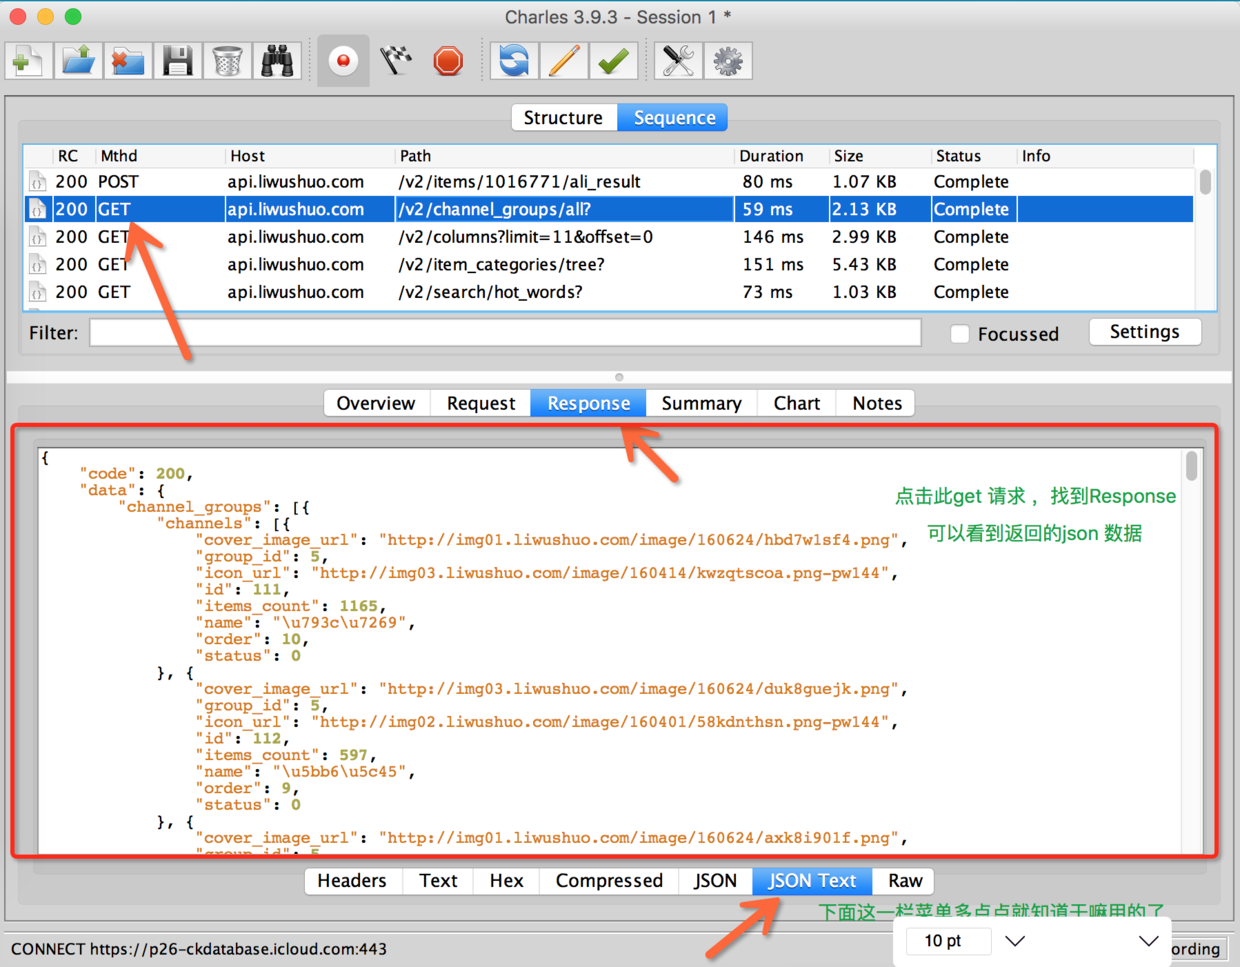 Charles 3.9.3 - Session 1 *
Structure Sequence
RC Mthd Host Path Duration Size Status Info
200 POST api.liwushuo.com /v2/items/1016771/ali_result 80 ms 1.07 KB Complete
200 GET api.liwushuo.com /v2/channel_groups/all? 59 ms 2.13 KB Complete
200 GET api.liwushuo.com /v2/columns?limit=11&offset=0 146 ms 2.99 KB Complete
200 GET api.liwushuo.com /v2/item_categories/tree? 151 ms 5.43 KB Complete
200 GET api.liwushuo.com /v2/search/hot_words? 73 ms 1.03 KB Complete
Filter: Focussed Settings
Overview Request Response Summary Chart Notes
{
"code": 200,
"data": {
"channel_groups": [{
"channels": [{
"cover_image_url": "http://img01.liwushuo.com/image/160624/hbd7w1sf4.png",
"group_id": 5,
"icon_url": "http://img03.liwushuo.com/image/160414/kwzqtscoa.png-pw144",
"id": 111,
"items_count": 1165,
"name": "\u793c\u7269",
"order": 10,
"status": 0
}, {
"cover_image_url": "http://img03.liwushuo.com/image/160624/duk8guejk.png",
"group_id": 5,
"icon_url": "http://img02.liwushuo.com/image/160401/58kdnthsn.png-pw144",
"id": 112,
"items_count": 597,
"name": "\u5bb6\u5c45",
"order": 9,
"status": 0
}, {
"cover_image_url": "http://img01.liwushuo.com/image/160624/axk8i901f.png",
"group_id": 5
点击此get 请求 ，找到Response
可以看到返回的json 数据
Headers Text Hex Compressed JSON JSON Text Raw
下面这一栏菜单多点点就知道干嘛用的了
10 pt
CONNECT https://p26-ckdatabase.icloud.com:443 ording